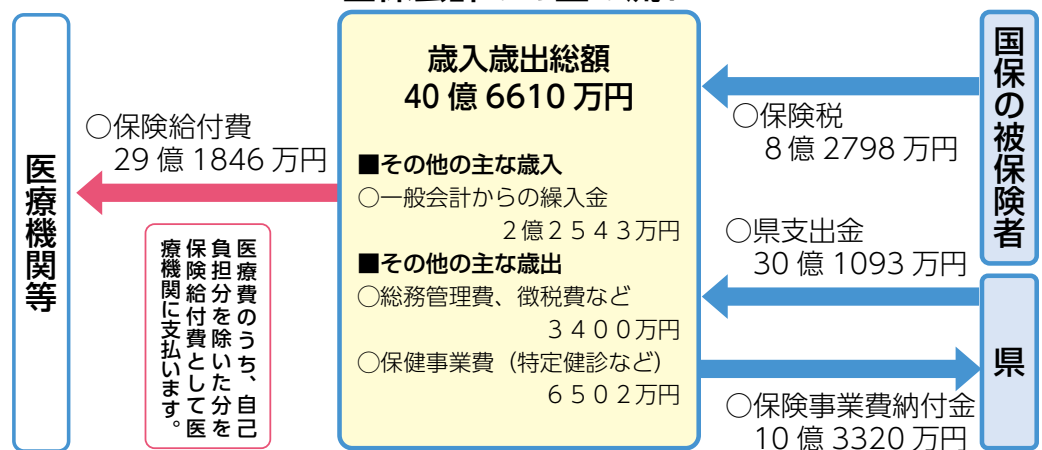 歳入歳出総額
40億6610万円
■その他の主な歳入
○一般会計からの繰入金
2億2543万円
■その他の主な歳出
○総務管理費、徴税費など
3400万円
○保健事業費（特定健診など）
6502万円
国保の被保険者
○保険税
8億2798万円
○県支出金
30億1093万円
県
○保険事業費納付金
10億3320万円
○保険給付費
29億1846万円
医療機関等
医療費のうち、自己
負担分を除いた分を
保険給付費として医
療機関に支払います。